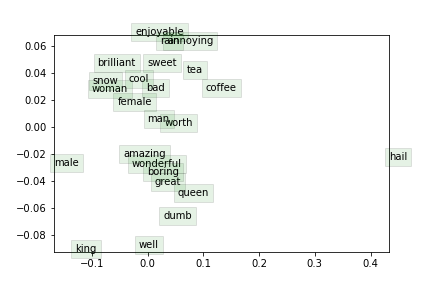 enjoyable
rain annoying
0.06
brilliant sweet
tea
0.04
snow cool
woman bad coffee
0.02
female
man worth
0.00
amazing
−0.02
male wonderful hail
boring
great
−0.04
queen
−0.06
dumb
−0.08
king well
−0.1 0.0 0.1 0.2 0.3 0.4